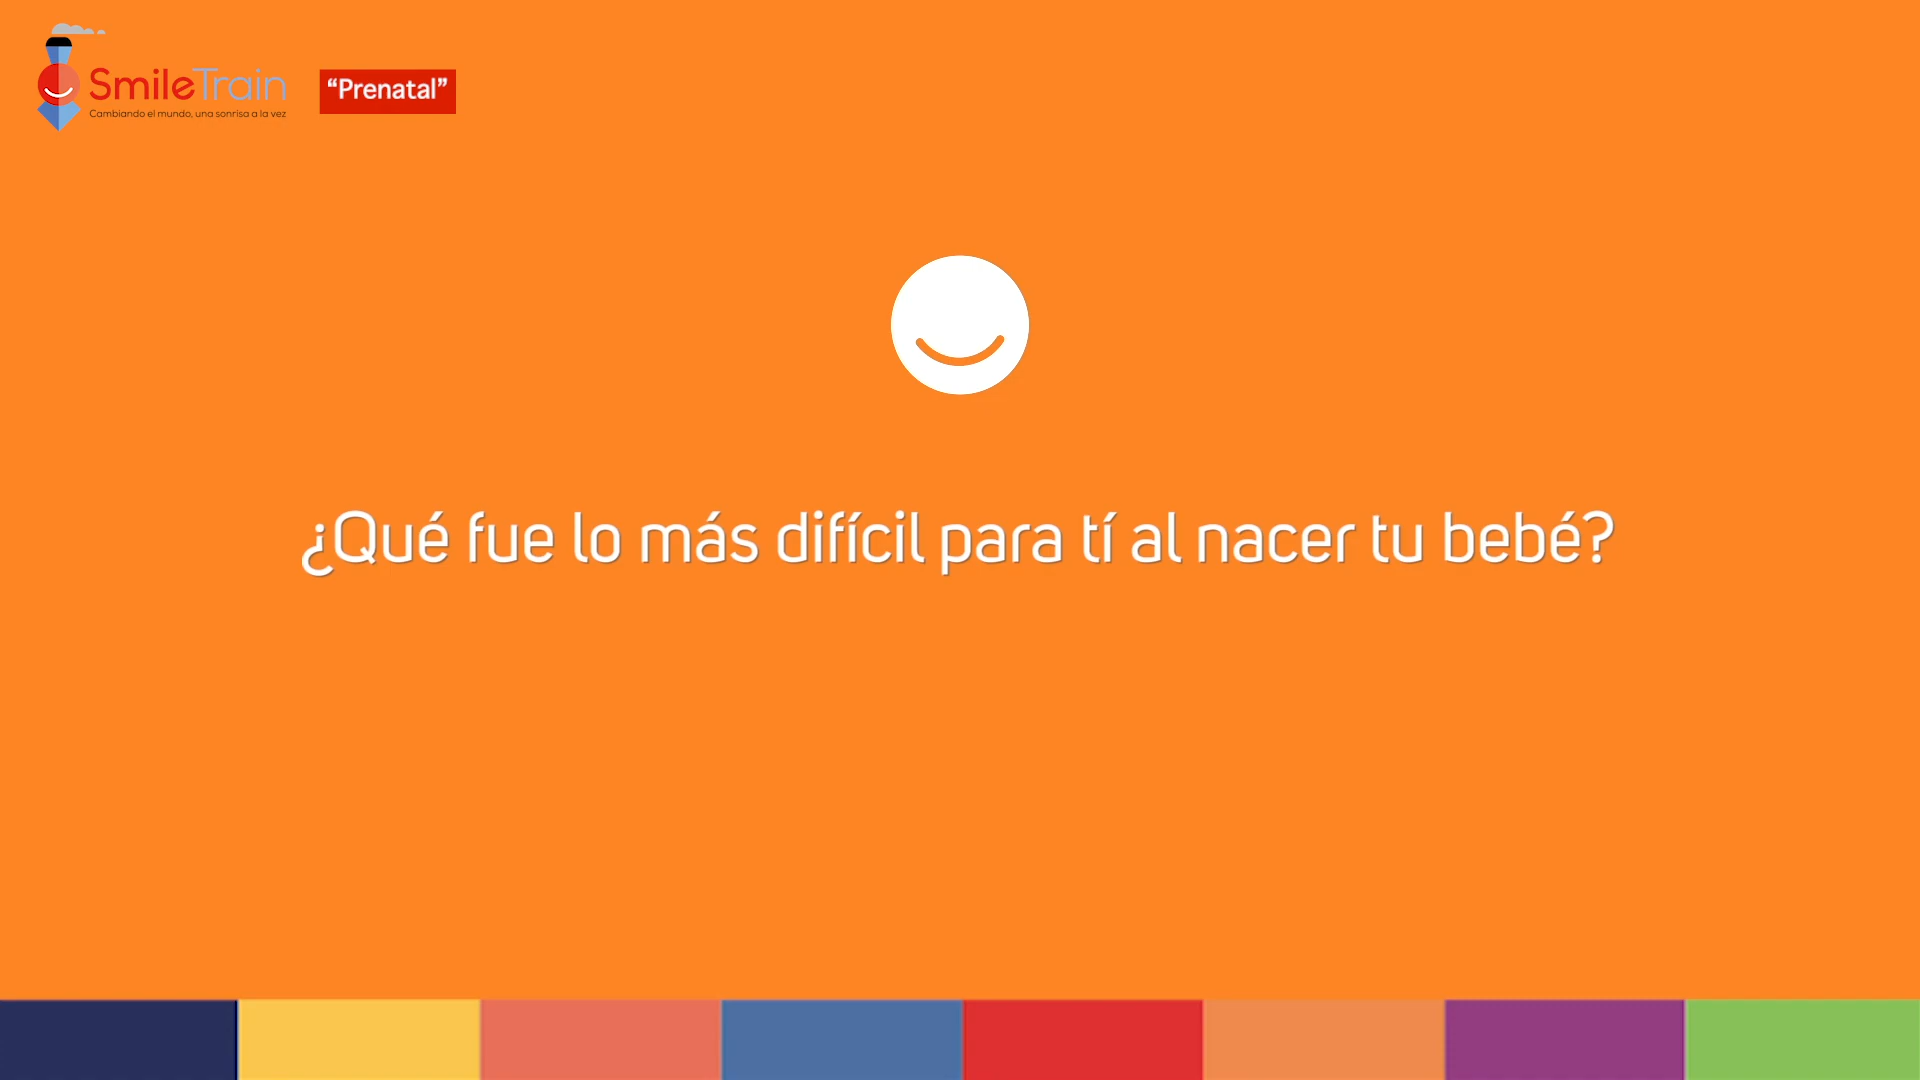 SmileTrain
Cambiando el mundo, una sonrisa a la vez
“Prenatal”
¿Qué fue lo más difícil para tí al nacer tu bebé?